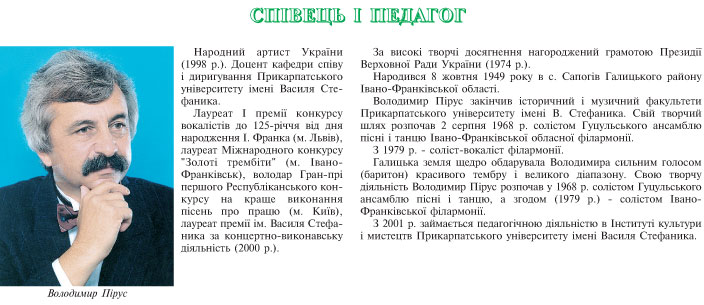 СПІВЕЦЬ І ПЕДАГОГ
Народний артист України
(1998 р.). Доцент кафедри співу
і диригування Прикарпатського
університету імені Василя Сте-
фаника.
Лауреат І премії конкурсу
вокалістів до 125-річчя від дня
народження І. Франка (м. Львів),
лауреат Міжнародного конкурсу
"Золоті трембіти" (м. Івано-
Франківськ), володар Гран-прі
першого Республіканського кон-
курсу на краще виконання
пісень про працю (м. Київ),
лауреат премії ім. Василя Стефа-
ника за концертно-виконавську
діяльність (2000 р.).
За високі творчі досягнення нагороджений грамотою Президії
Верховної Ради України (1974 р.).
Народився 8 жовтня 1949 року в с. Сапогів Галицького району
Івано-Франківської області.
Володимир Пірус закінчив історичний і музичний факультети
Прикарпатського університету імені В. Стефаника. Свій творчий
шлях розпочав 2 серпня 1968 р. солістом Гуцульського ансамблю
пісні і танцю Івано-Франківської обласної філармонії.
З 1979 р. - соліст-вокаліст філармонії.
Галицька земля щедро обдарувала Володимира сильним голосом
(баритон) красивого тембру і великого діапазону. Свою творчу
діяльність Володимир Пірус розпочав у 1968 р. солістом Гуцульського
ансамблю пісні і танцю, а згодом (1979 р.) - солістом Івано-
Франківської філармонії.
З 2001 р. займається педагогічною діяльністю в Інституті культури
і мистецтв Прикарпатського університету імені Василя Стефаника.
Володимир Пірус